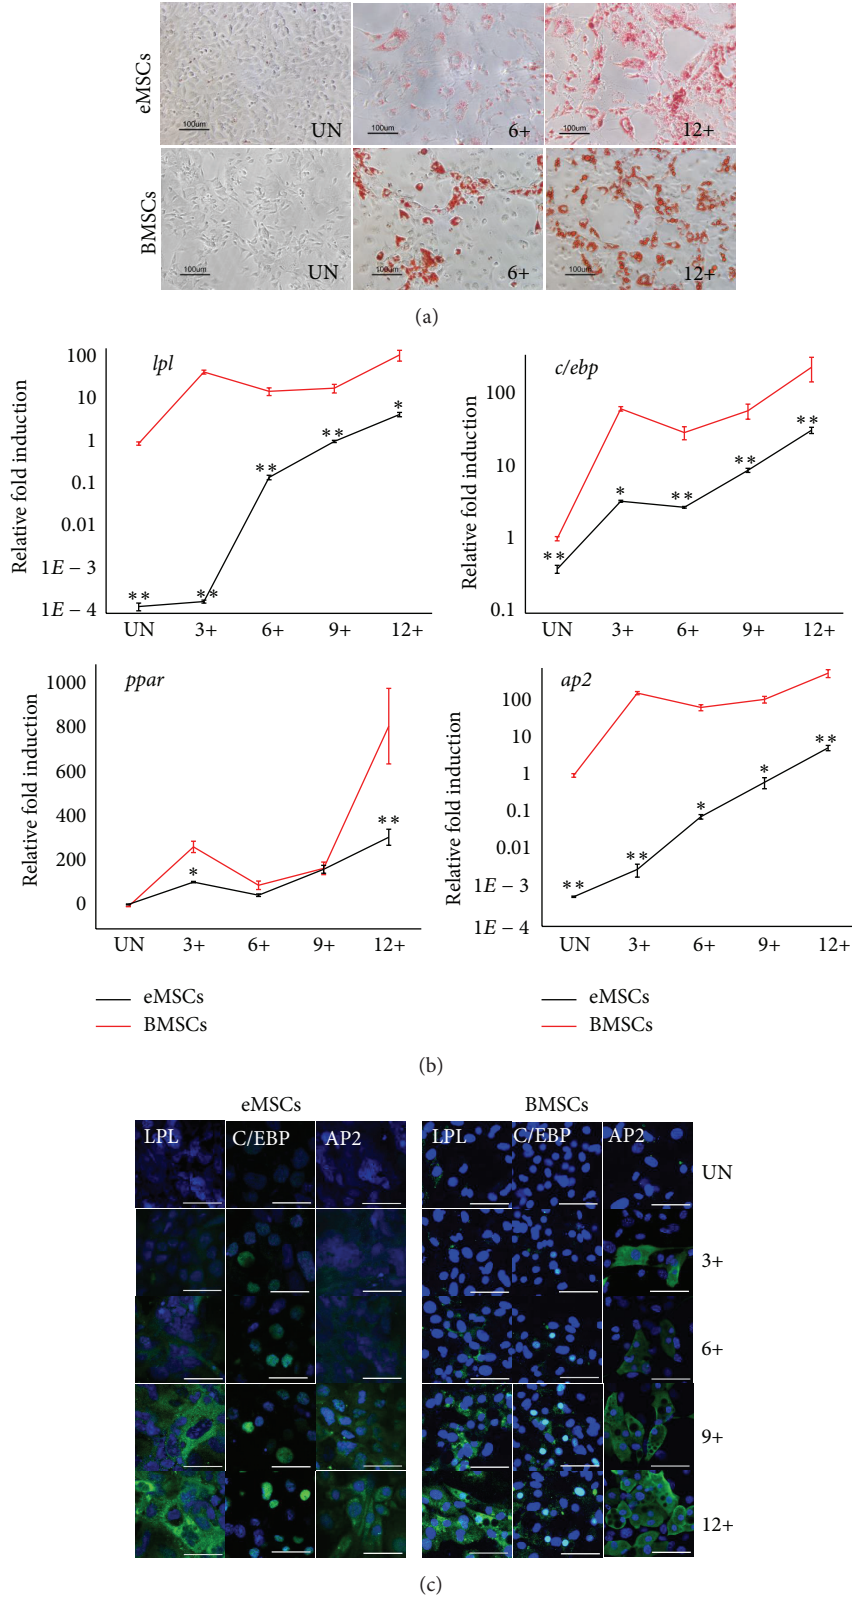 eMSCs
100um
UN
100um
6+
100um
12+
BMSCs
100um
UN
100um
6+
100um
12+
(a)
Relative fold induction
lpl
100
10
1
0.1
0.01
1E − 3
1E − 4
**
**
**
**
*
UN 3+ 6+ 9+ 12+
Relative fold induction
c/ebp
100
10
1
0.1
**
*
**
**
**
UN 3+ 6+ 9+ 12+
Relative fold induction
ppar
1000
800
600
400
200
0
*
**
UN 3+ 6+ 9+ 12+
Relative fold induction
ap2
100
10
1
0.1
0.01
1E − 3
1E − 4
**
**
*
*
**
UN 3+ 6+ 9+ 12+
eMSCs
BMSCs
eMSCs
BMSCs
(b)
eMSCs BMSCs
LPL C/EBP AP2 LPL C/EBP AP2
UN
3+
6+
9+
12+
(c)